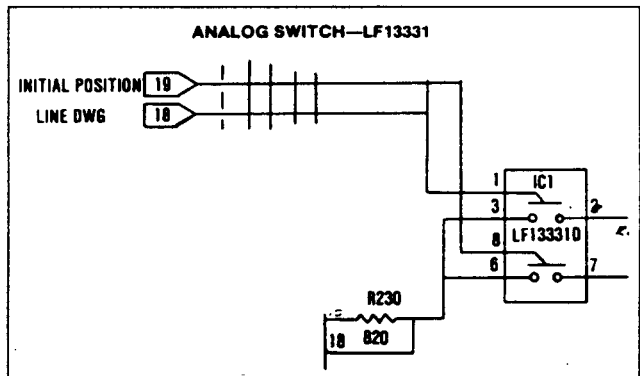 ANALOG SWITCH—LF13331
INITIAL POSITION 19
LINE DWG 18
1 IC1
3 2
LF13331D
8
6 7
R230
18 820